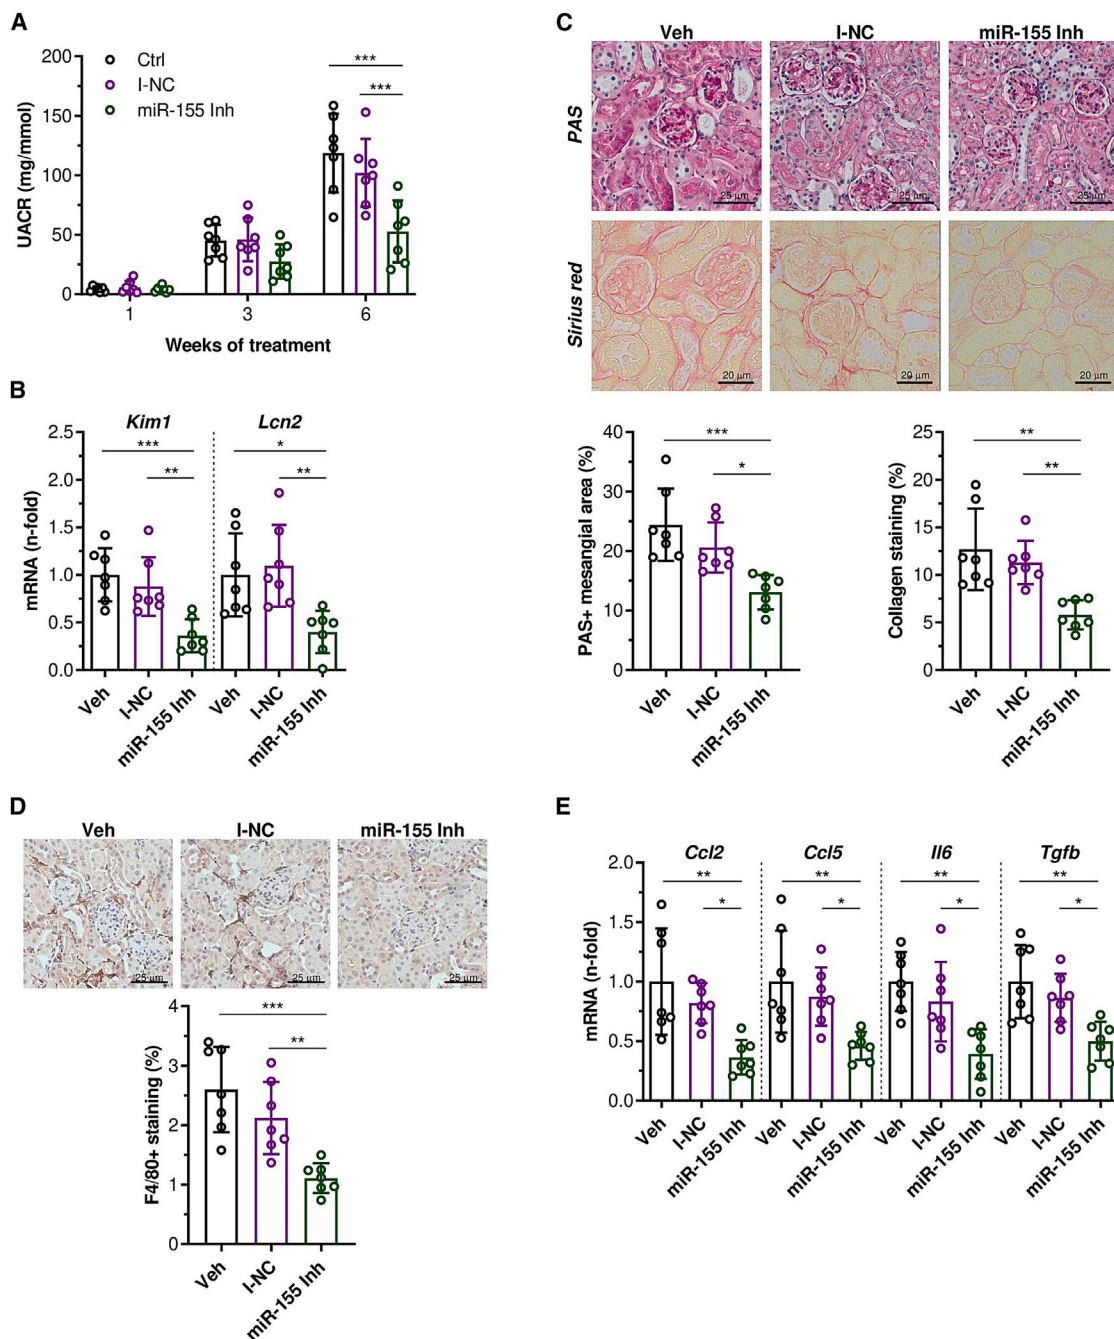 A
Ctrl
I-NC
miR-155 Inh
***
***
UACR (mg/mmol)
200
150
100
50
0
1
3
6
Weeks of treatment
B
Kim1
Lcn2
***
**
*
**
mRNA (n-fold)
2.5
2.0
1.5
1.0
0.5
0.0
Veh
I-NC
miR-155 Inh
Veh
I-NC
miR-155 Inh
C
Veh
I-NC
miR-155 Inh
PAS
25 µm
25 µm
25 µm
Sirius red
20 µm
20 µm
20 µm
PAS+ mesangial area (%)
40
30
20
10
0
***
*
Veh
I-NC
miR-155 Inh
Collagen staining (%)
25
20
15
10
5
0
**
**
Veh
I-NC
miR-155 Inh
D
Veh
I-NC
miR-155 Inh
25 µm
25 µm
25 µm
F4/80+ staining (%)
4
3
2
1
0
***
**
Veh
I-NC
miR-155 Inh
E
Ccl2
Ccl5
Il6
Tgfb
**
*
**
*
**
*
**
*
mRNA (n-fold)
2.0
1.5
1.0
0.5
0.0
Veh
I-NC
miR-155 Inh
Veh
I-NC
miR-155 Inh
Veh
I-NC
miR-155 Inh
Veh
I-NC
miR-155 Inh